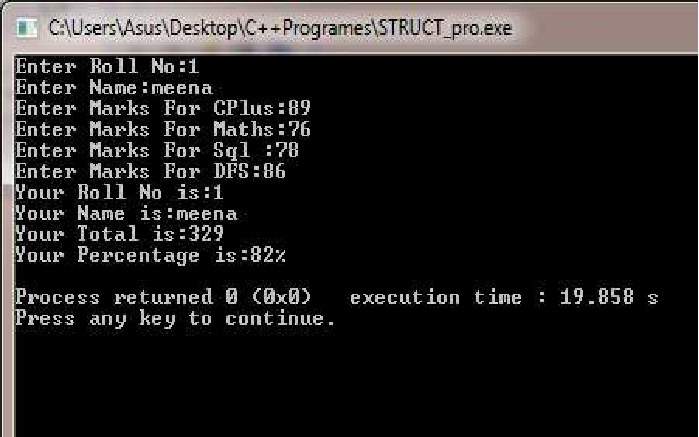 C:\Users\Asus\Desktop\C++Programes\STRUCT_pro.exe
Enter Roll No:1
Enter Name:meena
Enter Marks For CPlus:89
Enter Marks For Maths:76
Enter Marks For Sql :78
Enter Marks For DFS:86
Your Roll No is:1
Your Name is:meena
Your Total is:329
Your Percentage is:82%
Process returned 0 (0x0)   execution time : 19.858 s
Press any key to continue.